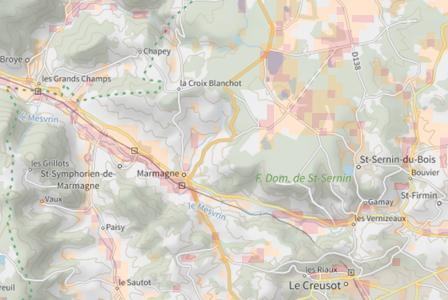 Chapey
Broye
les Grands Champs
la Croix Blanchot
D138
le Mesvrin
St-Sernin-du-Bois
les Grillots
St-Symphorien-de-
Marmagne
Marmagne
F. Dom. de St-Sernin
Bouvier
St-Firmin
Vaux
Gamay
le Mesvrin
les Vernizeaux
Paisy
les Riaux
le Sautot
Le Creusot
reuil